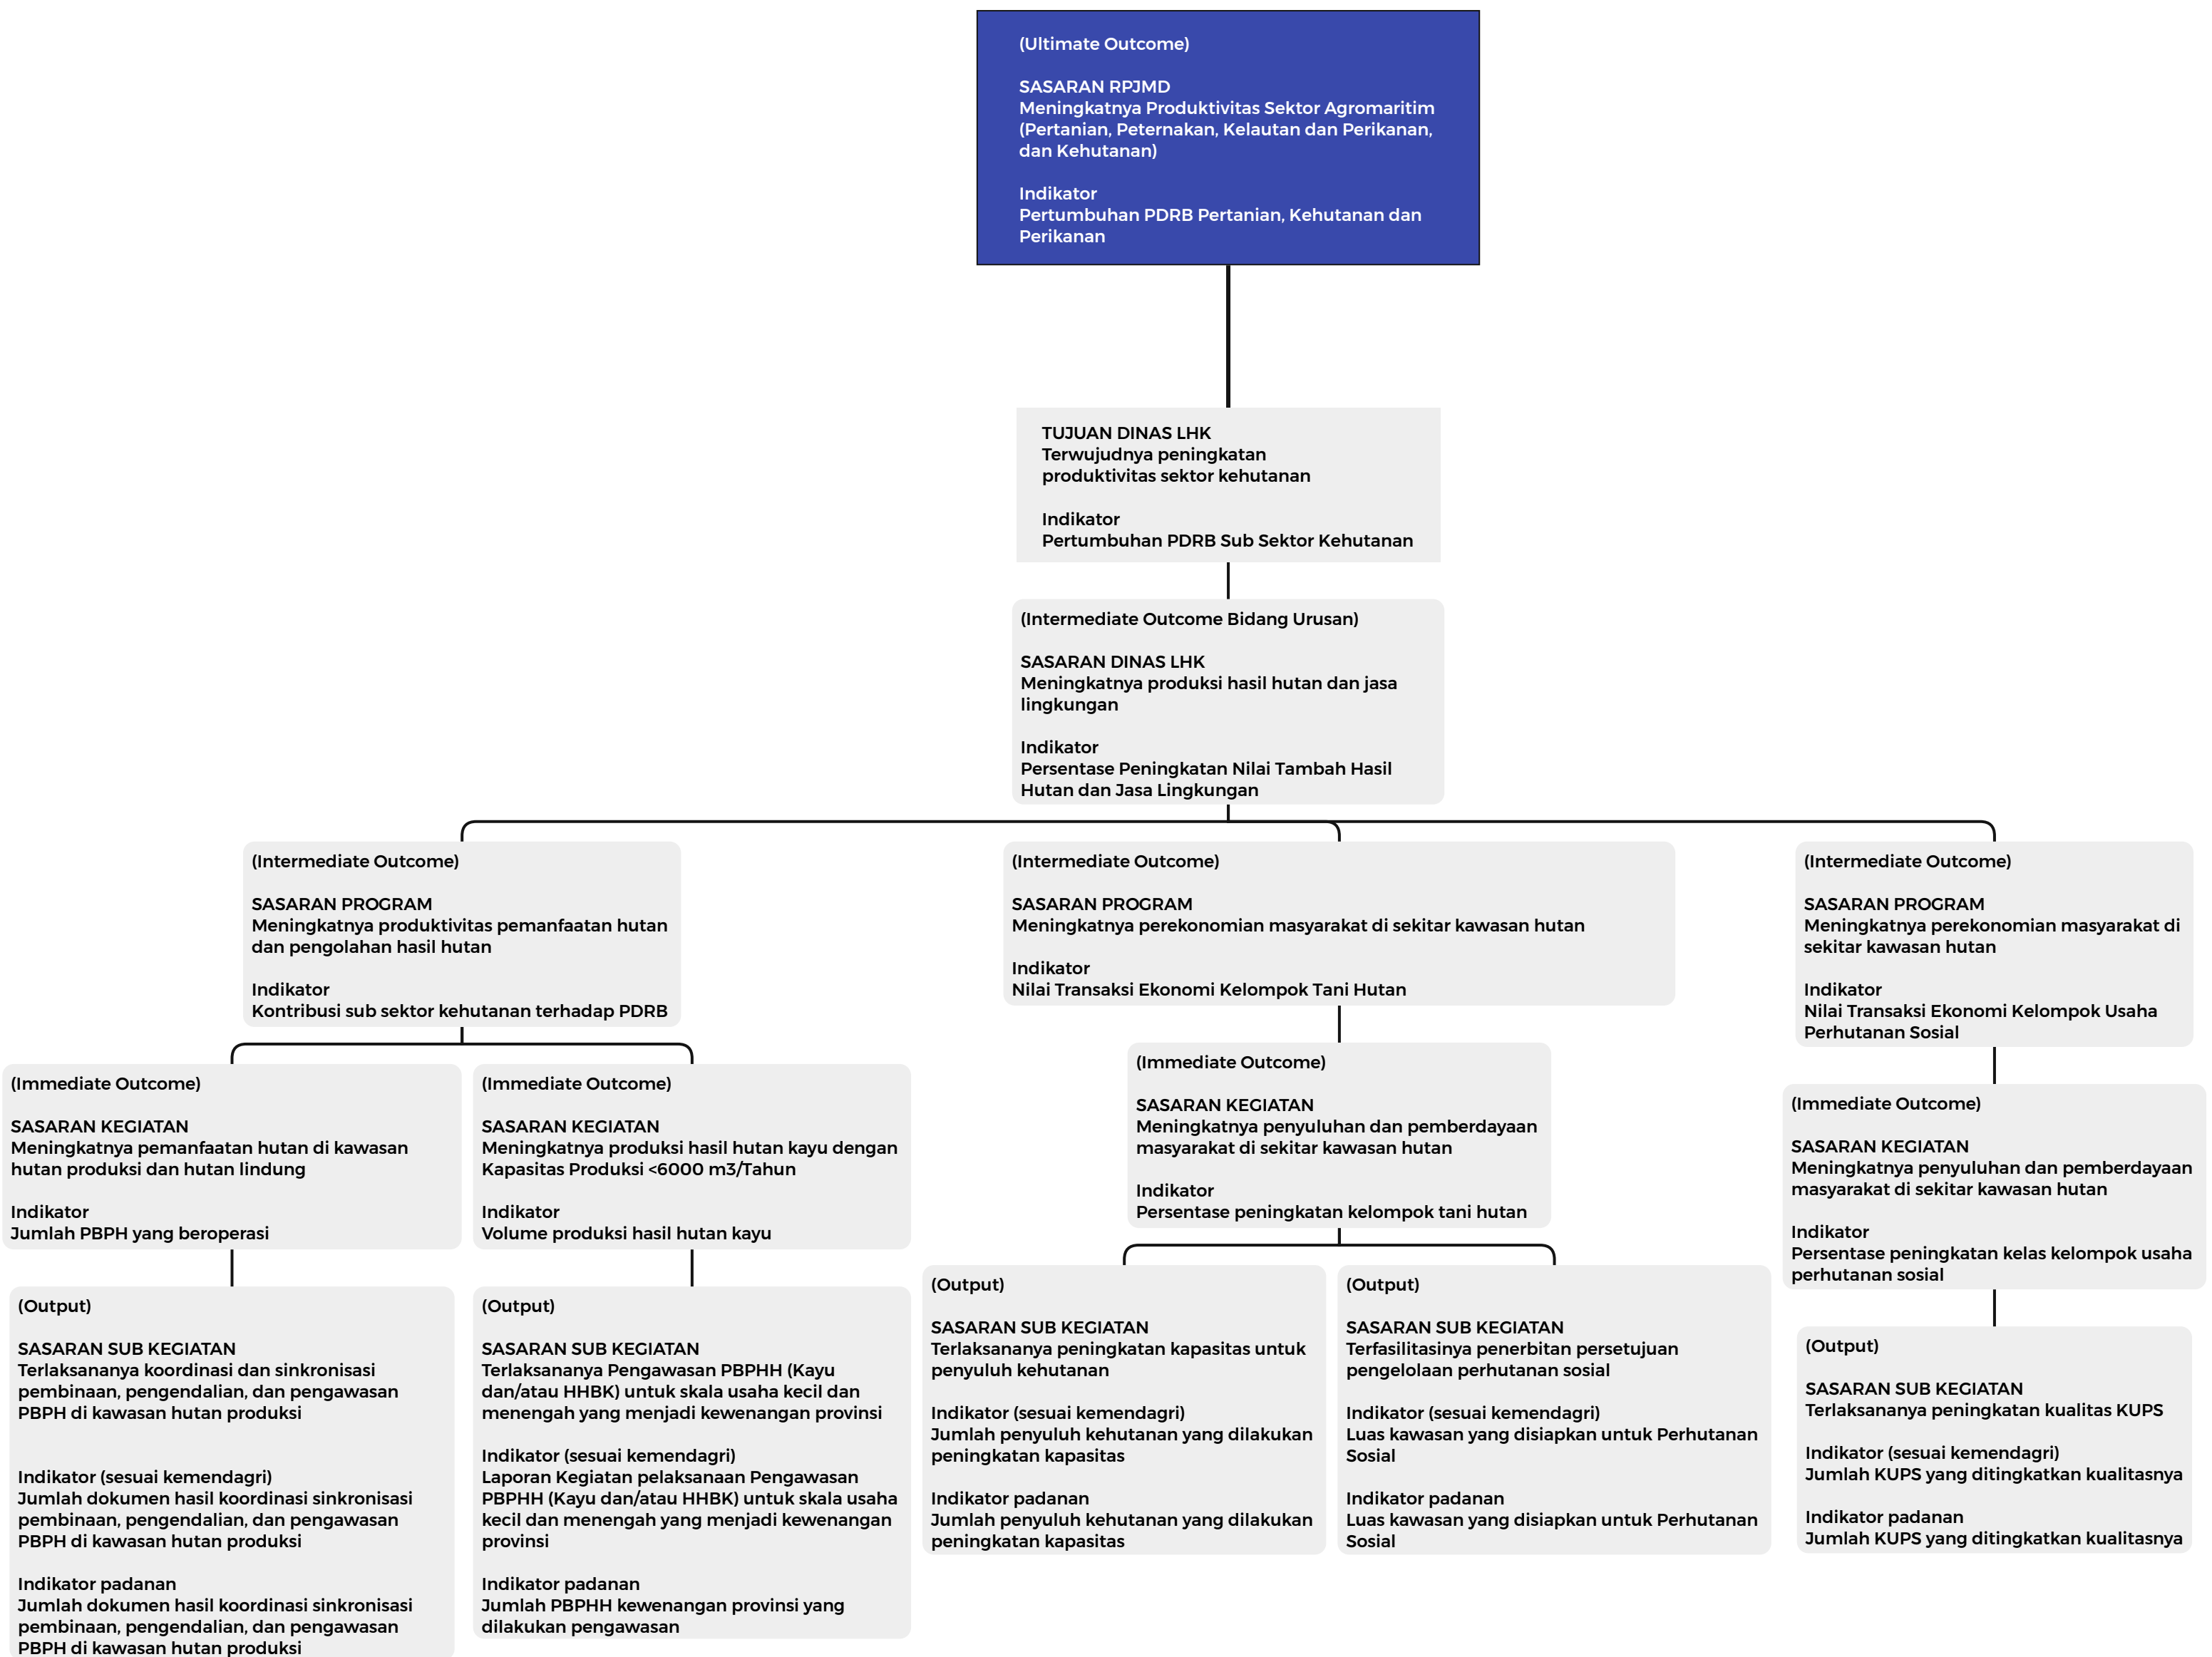 (Ultimate Outcome)
SASARAN RPJMD
Meningkatnya Produktivitas Sektor Agromaritim
(Pertanian, Peternakan, Kelautan dan Perikanan,
dan Kehutanan)
Indikator
Pertumbuhan PDRB Pertanian, Kehutanan dan
Perikanan
TUJUAN DINAS LHK
Terwujudnya peningkatan
produktivitas sektor kehutanan
Indikator
Pertumbuhan PDRB Sub Sektor Kehutanan
(Intermediate Outcome Bidang Urusan)
SASARAN DINAS LHK
Meningkatnya produksi hasil hutan dan jasa
lingkungan
Indikator
Persentase Peningkatan Nilai Tambah Hasil
Hutan dan Jasa Lingkungan
(Intermediate Outcome)
SASARAN PROGRAM
Meningkatnya produktivitas pemanfaatan hutan
dan pengolahan hasil hutan
Indikator
Kontribusi sub sektor kehutanan terhadap PDRB
(Intermediate Outcome)
SASARAN PROGRAM
Meningkatnya perekonomian masyarakat di sekitar kawasan hutan
Indikator
Nilai Transaksi Ekonomi Kelompok Tani Hutan
(Intermediate Outcome)
SASARAN PROGRAM
Meningkatnya perekonomian masyarakat di
sekitar kawasan hutan
Indikator
Nilai Transaksi Ekonomi Kelompok Usaha
Perhutanan Sosial
(Immediate Outcome)
SASARAN KEGIATAN
Meningkatnya pemanfaatan hutan di kawasan
hutan produksi dan hutan lindung
Indikator
Jumlah PBPH yang beroperasi
(Immediate Outcome)
SASARAN KEGIATAN
Meningkatnya produksi hasil hutan kayu dengan
Kapasitas Produksi <6000 m3/Tahun
Indikator
Volume produksi hasil hutan kayu
(Immediate Outcome)
SASARAN KEGIATAN
Meningkatnya penyuluhan dan pemberdayaan
masyarakat di sekitar kawasan hutan
Indikator
Persentase peningkatan kelompok tani hutan
(Immediate Outcome)
SASARAN KEGIATAN
Meningkatnya penyuluhan dan pemberdayaan
masyarakat di sekitar kawasan hutan
Indikator
Persentase peningkatan kelas kelompok usaha
perhutanan sosial
(Output)
SASARAN SUB KEGIATAN
Terlaksananya koordinasi dan sinkronisasi
pembinaan, pengendalian, dan pengawasan
PBPH di kawasan hutan produksi
Indikator (sesuai kemendagri)
Jumlah dokumen hasil koordinasi sinkronisasi
pembinaan, pengendalian, dan pengawasan
PBPH di kawasan hutan produksi
Indikator padanan
Jumlah dokumen hasil koordinasi sinkronisasi
pembinaan, pengendalian, dan pengawasan
PBPH di kawasan hutan produksi
(Output)
SASARAN SUB KEGIATAN
Terlaksananya Pengawasan PBPHH (Kayu
dan/atau HHBK) untuk skala usaha kecil dan
menengah yang menjadi kewenangan provinsi
Indikator (sesuai kemendagri)
Laporan Kegiatan pelaksanaan Pengawasan
PBPHH (Kayu dan/atau HHBK) untuk skala usaha
kecil dan menengah yang menjadi kewenangan
provinsi
Indikator padanan
Jumlah PBPHH kewenangan provinsi yang
dilakukan pengawasan
(Output)
SASARAN SUB KEGIATAN
Terlaksananya peningkatan kapasitas untuk
penyuluh kehutanan
Indikator (sesuai kemendagri)
Jumlah penyuluh kehutanan yang dilakukan
peningkatan kapasitas
Indikator padanan
Jumlah penyuluh kehutanan yang dilakukan
peningkatan kapasitas
(Output)
SASARAN SUB KEGIATAN
Terfasilitasinya penerbitan persetujuan
pengelolaan perhutanan sosial
Indikator (sesuai kemendagri)
Luas kawasan yang disiapkan untuk Perhutanan
Sosial
Indikator padanan
Luas kawasan yang disiapkan untuk Perhutanan
Sosial
(Output)
SASARAN SUB KEGIATAN
Terlaksananya peningkatan kualitas KUPS
Indikator (sesuai kemendagri)
Jumlah KUPS yang ditingkatkan kualitasnya
Indikator padanan
Jumlah KUPS yang ditingkatkan kualitasnya